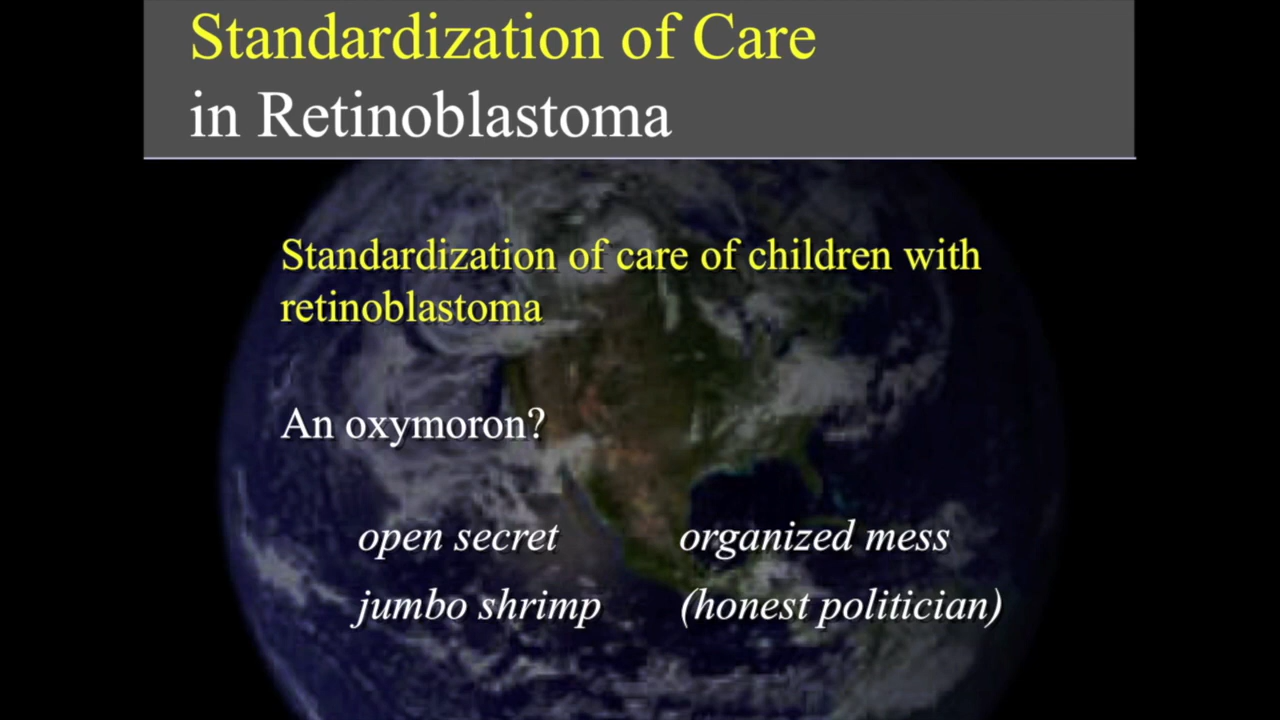 Standardization of Care
in Retinoblastoma
Standardization of care of children with
retinoblastoma
An oxymoron?
open secret organized mess
jumbo shrimp (honest politician)